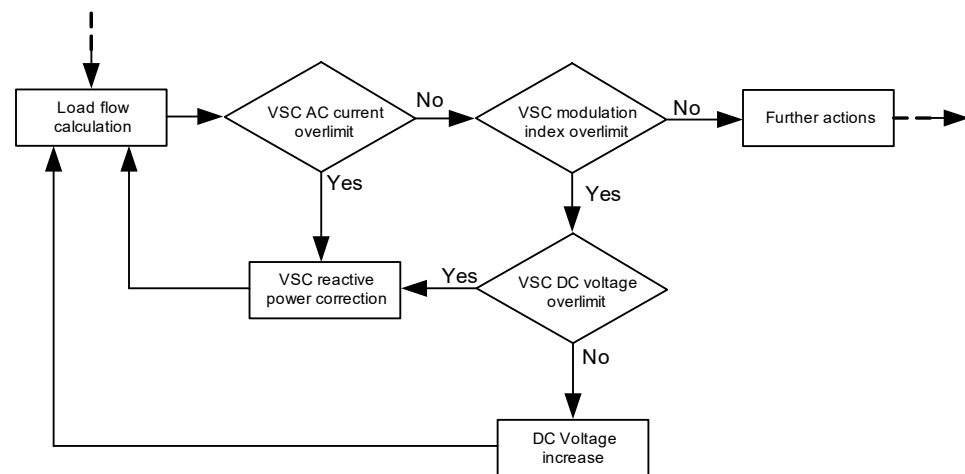 Load flow
calculation
VSC AC current
overlimit
No
VSC modulation
index overlimit
No
Further actions
Yes
Yes
VSC reactive
power correction
Yes
VSC DC voltage
overlimit
No
DC Voltage
increase